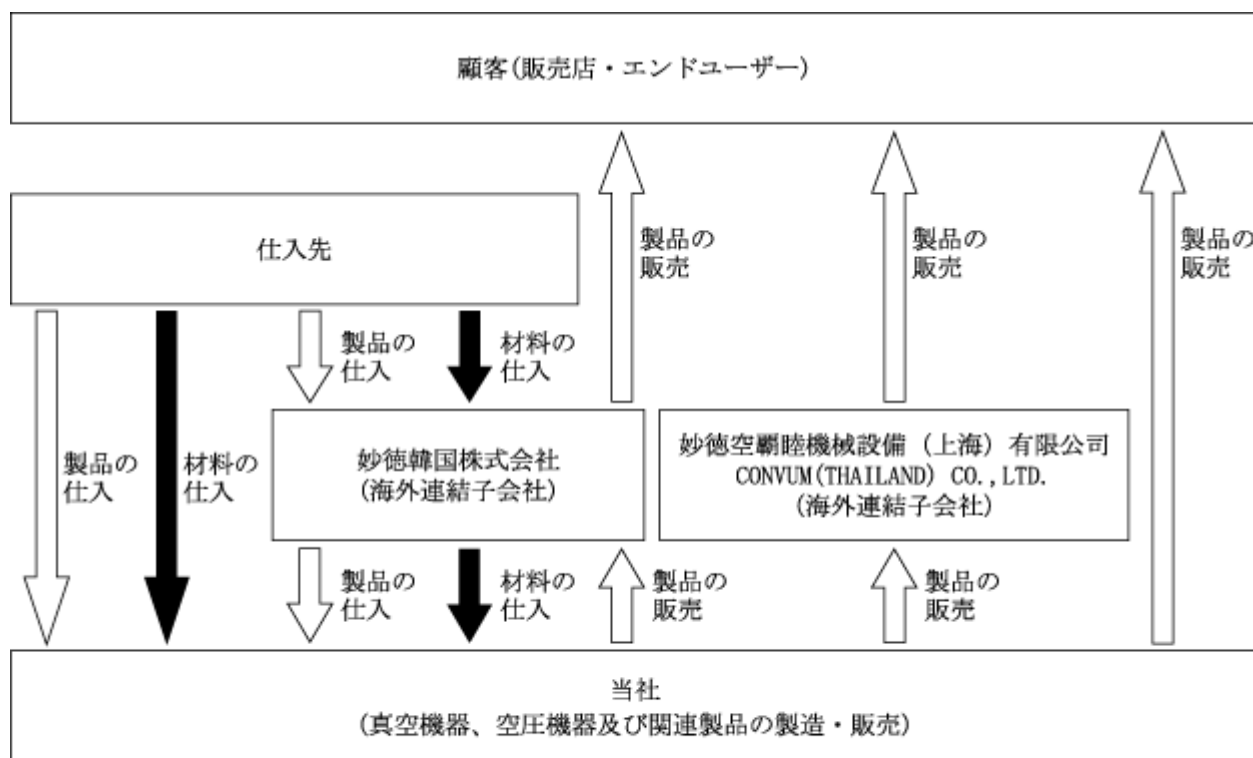 顧客(販売店・エンドユーザー)
仕入先
製品の
販売
製品の
販売
製品の
販売
製品の
仕入
材料の
仕入
製品の
仕入
材料の
仕入
妙徳韓国株式会社
(海外連結子会社)
妙徳空覇睦機械設備(上海)有限公司
CONVUM(THAILAND) CO.,LTD.
(海外連結子会社)
製品の
仕入
材料の
仕入
製品の
販売
製品の
販売
当社
(真空機器、空圧機器及び関連製品の製造・販売)